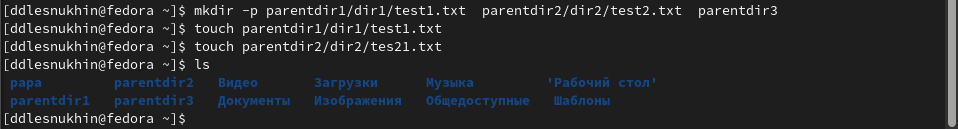 [ddlesnukhin@fedora ~]$ mkdir -p parentdir1/dir1/test1.txt  parentdir2/dir2/test2.txt  parentdir3
[ddlesnukhin@fedora ~]$ touch parentdir1/dir1/test1.txt
[ddlesnukhin@fedora ~]$ touch parentdir2/dir2/tes21.txt
[ddlesnukhin@fedora ~]$ ls
papa parentdir2 Видео Загрузки Музыка 'Рабочий стол'
parentdir1 parentdir3 Документы Изображения Общедоступные Шаблоны
[ddlesnukhin@fedora ~]$